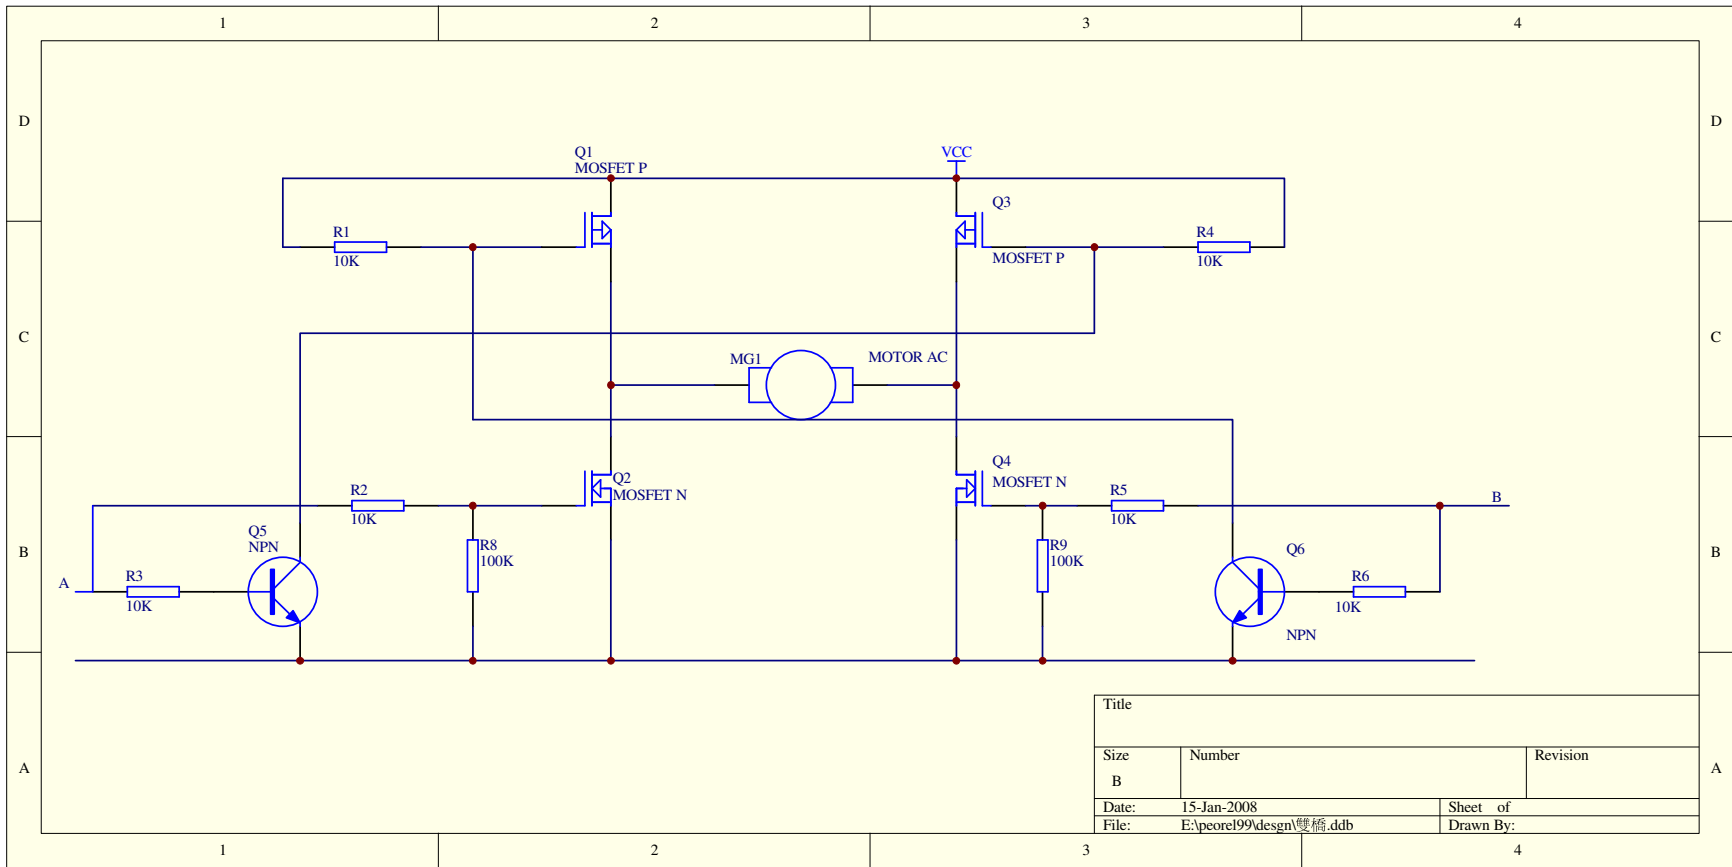 1 2 3 4
D D
C C
B B
A A
Q1
MOSFET P
VCC
Q3
MOSFET P
R1
10K
R4
10K
MG1
MOTOR AC
Q2
MOSFET N
Q4
MOSFET N
R2
10K
R5
10K
B
Q5
NPN
R8
100K
R9
100K
Q6
NPN
A
R3
10K
R6
10K
Title
Size
B
Number
Revision
Date: 15-Jan-2008
Sheet of
File: E:\peorel99\desgn\雙橋.ddb
Drawn By:
1 2 3 4